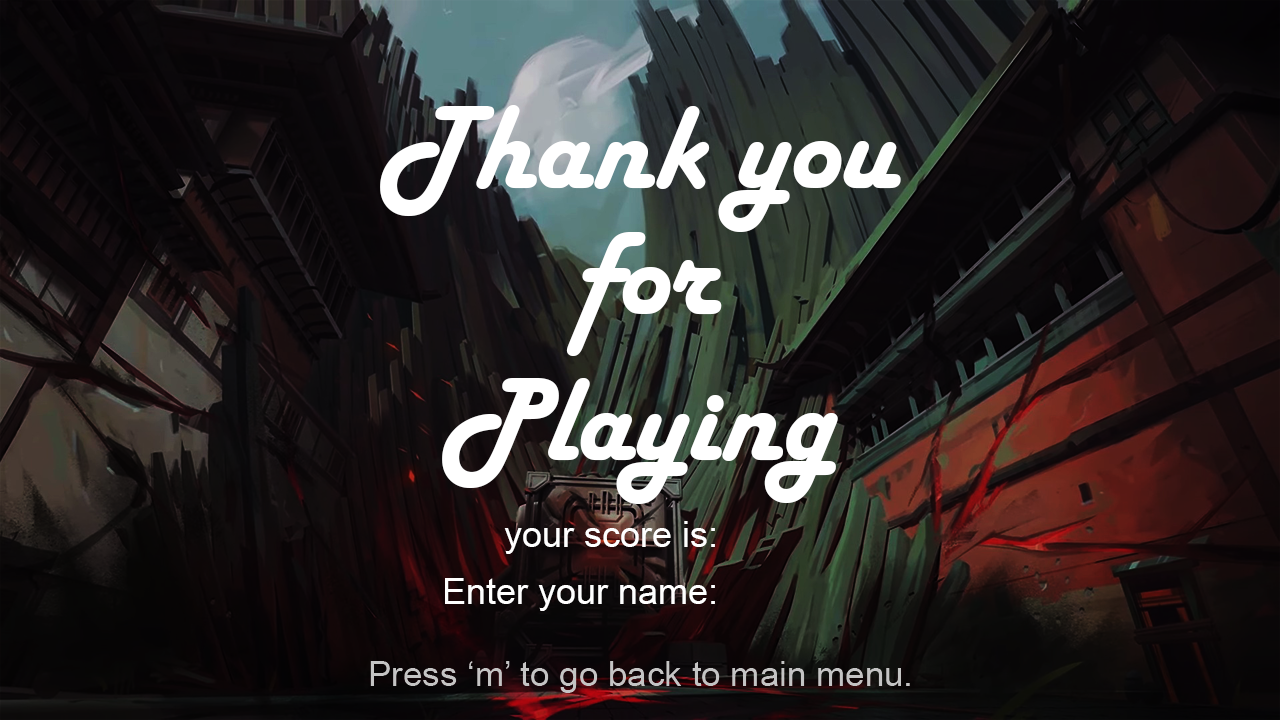 Thank you
for
Playing
your score is:
Enter your name:
Press ‘m’ to go back to main menu.